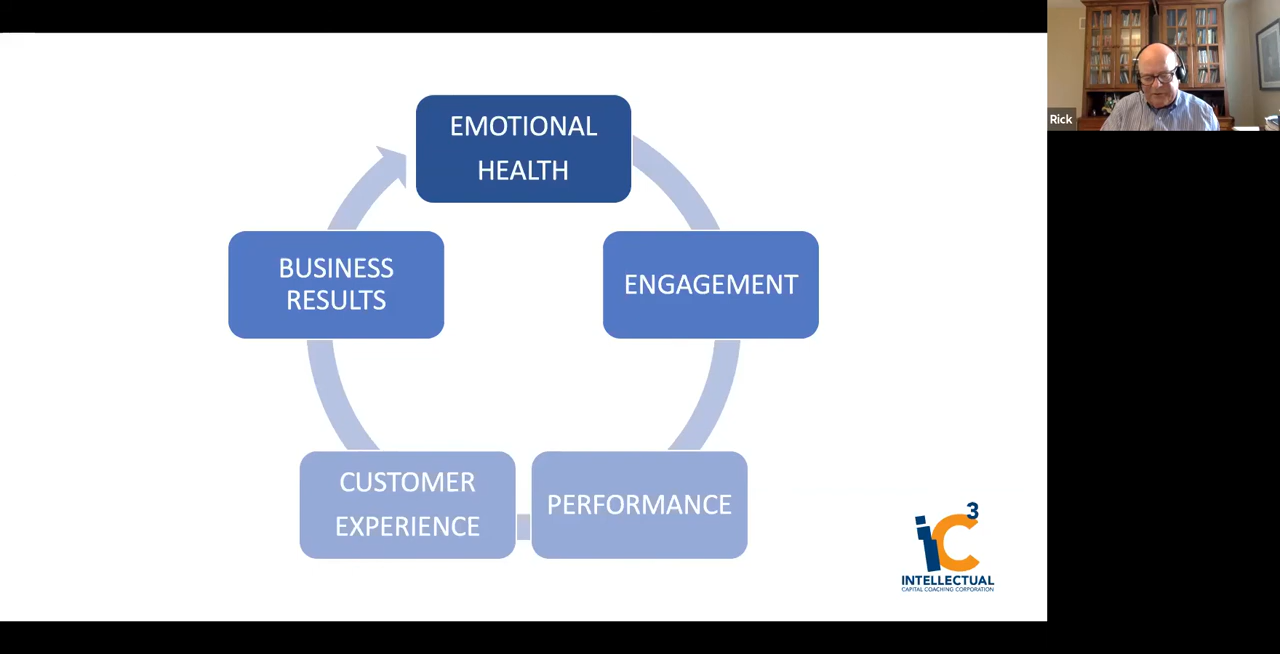 EMOTIONAL
HEALTH
BUSINESS
RESULTS
ENGAGEMENT
CUSTOMER
EXPERIENCE
PERFORMANCE
iC3
INTELLECTUAL
CAPITAL COACHING CORPORATION
Rick